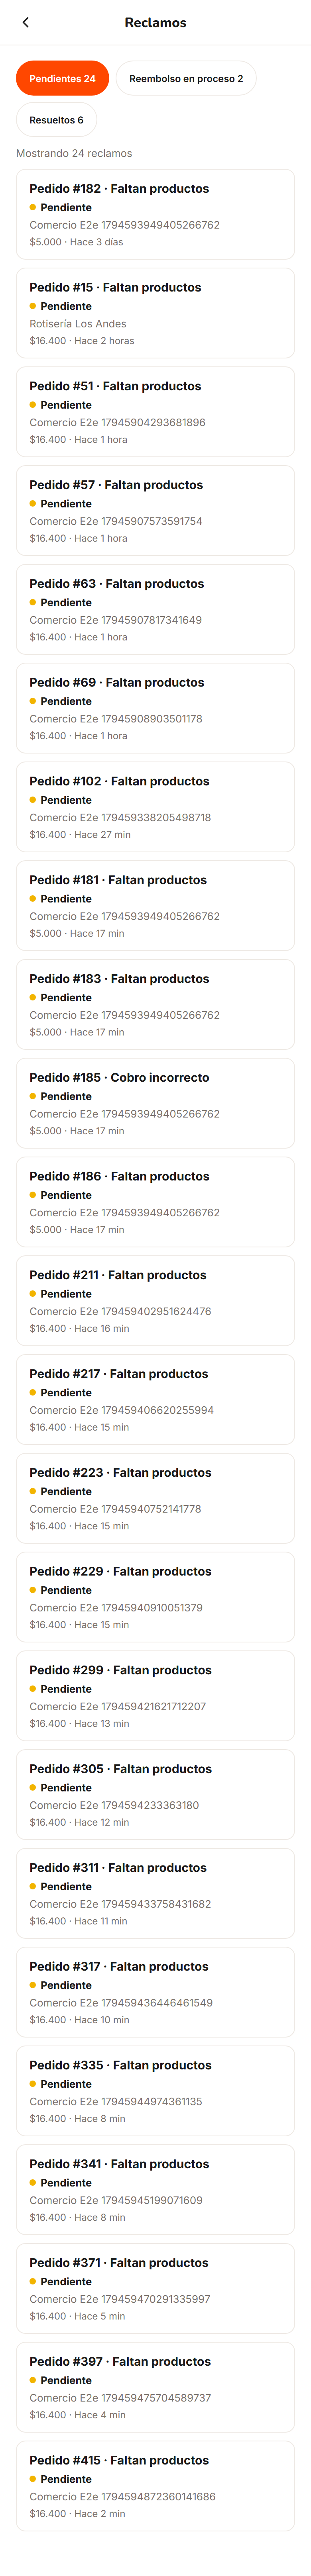 Reclamos
Pendientes 24
Reembolso en proceso 2
Resueltos 6
Mostrando 24 reclamos
Pedido #182 · Faltan productos
Pendiente
Comercio E2e 1794593949405266762
$5.000 · Hace 3 días
Pedido #15 · Faltan productos
Pendiente
Rotisería Los Andes
$16.400 · Hace 2 horas
Pedido #51 · Faltan productos
Pendiente
Comercio E2e 17945904293681896
$16.400 · Hace 1 hora
Pedido #57 · Faltan productos
Pendiente
Comercio E2e 17945907573591754
$16.400 · Hace 1 hora
Pedido #63 · Faltan productos
Pendiente
Comercio E2e 17945907817341649
$16.400 · Hace 1 hora
Pedido #69 · Faltan productos
Pendiente
Comercio E2e 17945908903501178
$16.400 · Hace 1 hora
Pedido #102 · Faltan productos
Pendiente
Comercio E2e 179459338205498718
$16.400 · Hace 27 min
Pedido #181 · Faltan productos
Pendiente
Comercio E2e 1794593949405266762
$5.000 · Hace 17 min
Pedido #183 · Faltan productos
Pendiente
Comercio E2e 1794593949405266762
$5.000 · Hace 17 min
Pedido #185 · Cobro incorrecto
Pendiente
Comercio E2e 1794593949405266762
$5.000 · Hace 17 min
Pedido #186 · Faltan productos
Pendiente
Comercio E2e 1794593949405266762
$5.000 · Hace 17 min
Pedido #211 · Faltan productos
Pendiente
Comercio E2e 179459402951624476
$16.400 · Hace 16 min
Pedido #217 · Faltan productos
Pendiente
Comercio E2e 179459406620255994
$16.400 · Hace 15 min
Pedido #223 · Faltan productos
Pendiente
Comercio E2e 17945940752141778
$16.400 · Hace 15 min
Pedido #229 · Faltan productos
Pendiente
Comercio E2e 17945940910051379
$16.400 · Hace 15 min
Pedido #299 · Faltan productos
Pendiente
Comercio E2e 179459421621712207
$16.400 · Hace 13 min
Pedido #305 · Faltan productos
Pendiente
Comercio E2e 1794594233363180
$16.400 · Hace 12 min
Pedido #311 · Faltan productos
Pendiente
Comercio E2e 179459433758431682
$16.400 · Hace 11 min
Pedido #317 · Faltan productos
Pendiente
Comercio E2e 179459436446461549
$16.400 · Hace 10 min
Pedido #335 · Faltan productos
Pendiente
Comercio E2e 17945944974361135
$16.400 · Hace 8 min
Pedido #341 · Faltan productos
Pendiente
Comercio E2e 17945945199071609
$16.400 · Hace 8 min
Pedido #371 · Faltan productos
Pendiente
Comercio E2e 179459470291335997
$16.400 · Hace 5 min
Pedido #397 · Faltan productos
Pendiente
Comercio E2e 179459475704589737
$16.400 · Hace 4 min
Pedido #415 · Faltan productos
Pendiente
Comercio E2e 1794594872360141686
$16.400 · Hace 2 min